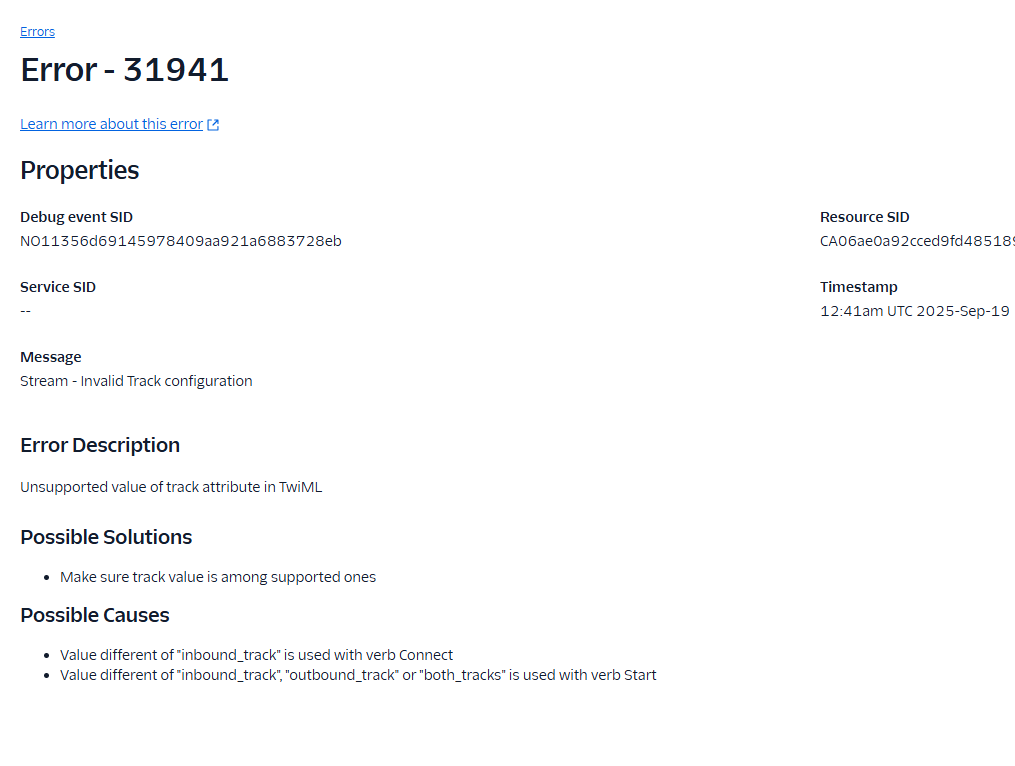 Errors
Error - 31941
Learn more about this error
Properties
Debug event SID
NO11356d69145978409aa921a6883728eb
Resource SID
CA06ae0a92cced9fd485189
Service SID
--
Timestamp
12:41am UTC 2025-Sep-19
Message
Stream - Invalid Track configuration
Error Description
Unsupported value of track attribute in TwiML
Possible Solutions
• Make sure track value is among supported ones
Possible Causes
• Value different of "inbound_track" is used with verb Connect
• Value different of "inbound_track", "outbound_track" or "both_tracks" is used with verb Start